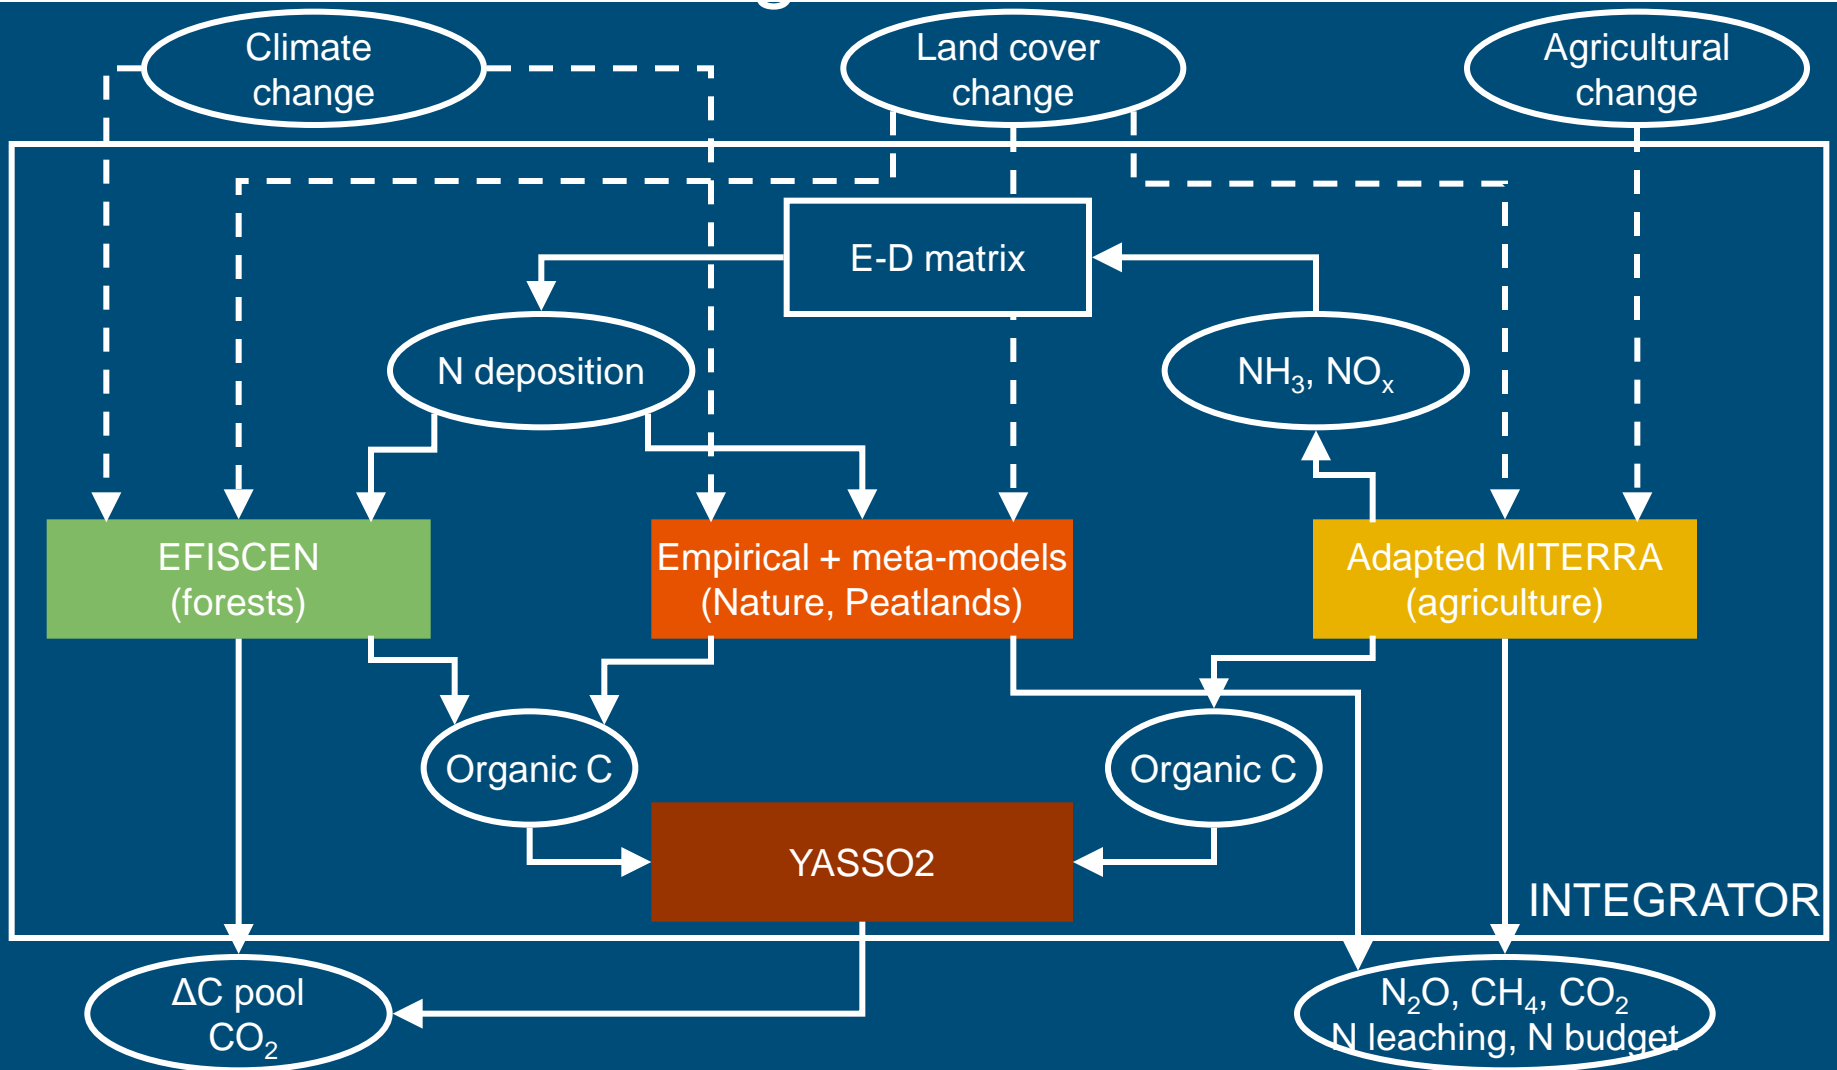 Climate
change
Land cover
change
Agricultural
change
E-D matrix
N deposition
NH₃, NOₓ
EFISCEN
(forests)
Empirical + meta-models
(Nature, Peatlands)
Adapted MITERRA
(agriculture)
Organic C
Organic C
YASSO2
INTEGRATOR
ΔC pool
CO₂
N₂O, CH₄, CO₂
N leaching, N budget